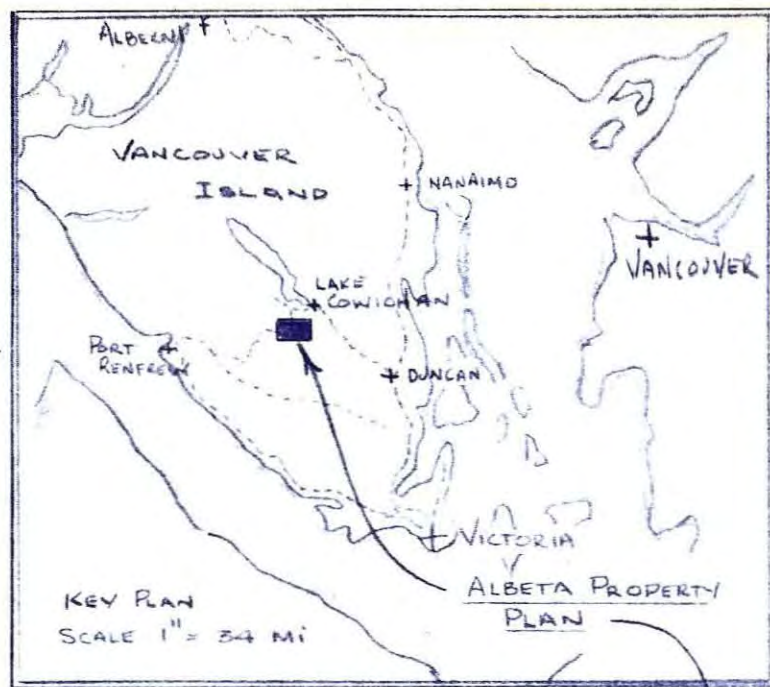 ALBERNI
VANCOUVER
ISLAND
NANAIMO
VANCOUVER
LAKE
COWICHAN
PORT
RENFREW
DUNCAN
VICTORIA
ALBETA PROPERTY
PLAN
KEY PLAN
SCALE 1" = 34 Mi